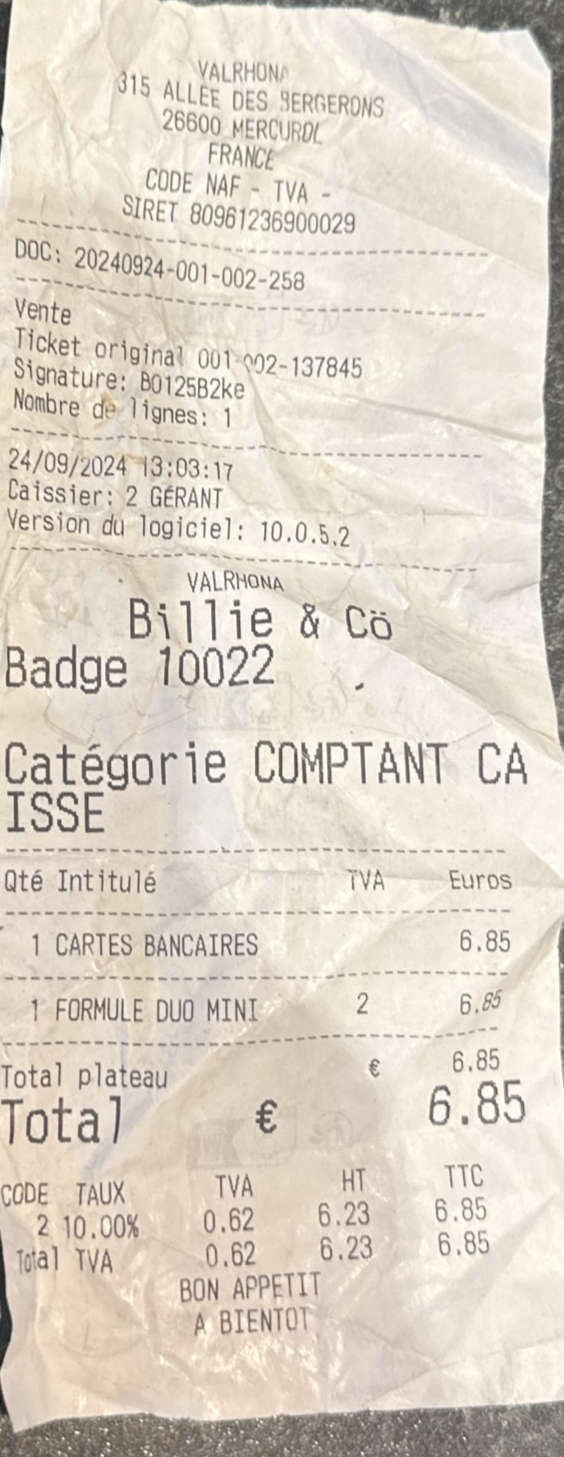 VALRHONA
315 ALLEE DES BERGERONS
26600 MERCUROL
FRANCE
CODE NAF - TVA -
SIRET 80961236900029
DOC: 20240924-001-002-258
Vente
Ticket original 001-002-137845
Signature: B0125B2ke
Nombre de lignes: 1
24/09/2024 13:03:17
Caissier: 2 GÉRANT
Version du logiciel: 10.0.5.2
VALRHONA
Billie & Cö
Badge 10022
Catégorie COMPTANT CA
ISSE
Qté Intitulé TVA Euros
1 CARTES BANCAIRES 6.85
1 FORMULE DUO MINI 2 6.85
Total plateau € 6.85
Total € 6.85
CODE TAUX TVA HT TTC
2 10.00% 0.62 6.23 6.85
Total TVA 0.62 6.23 6.85
BON APPETIT
A BIENTOT